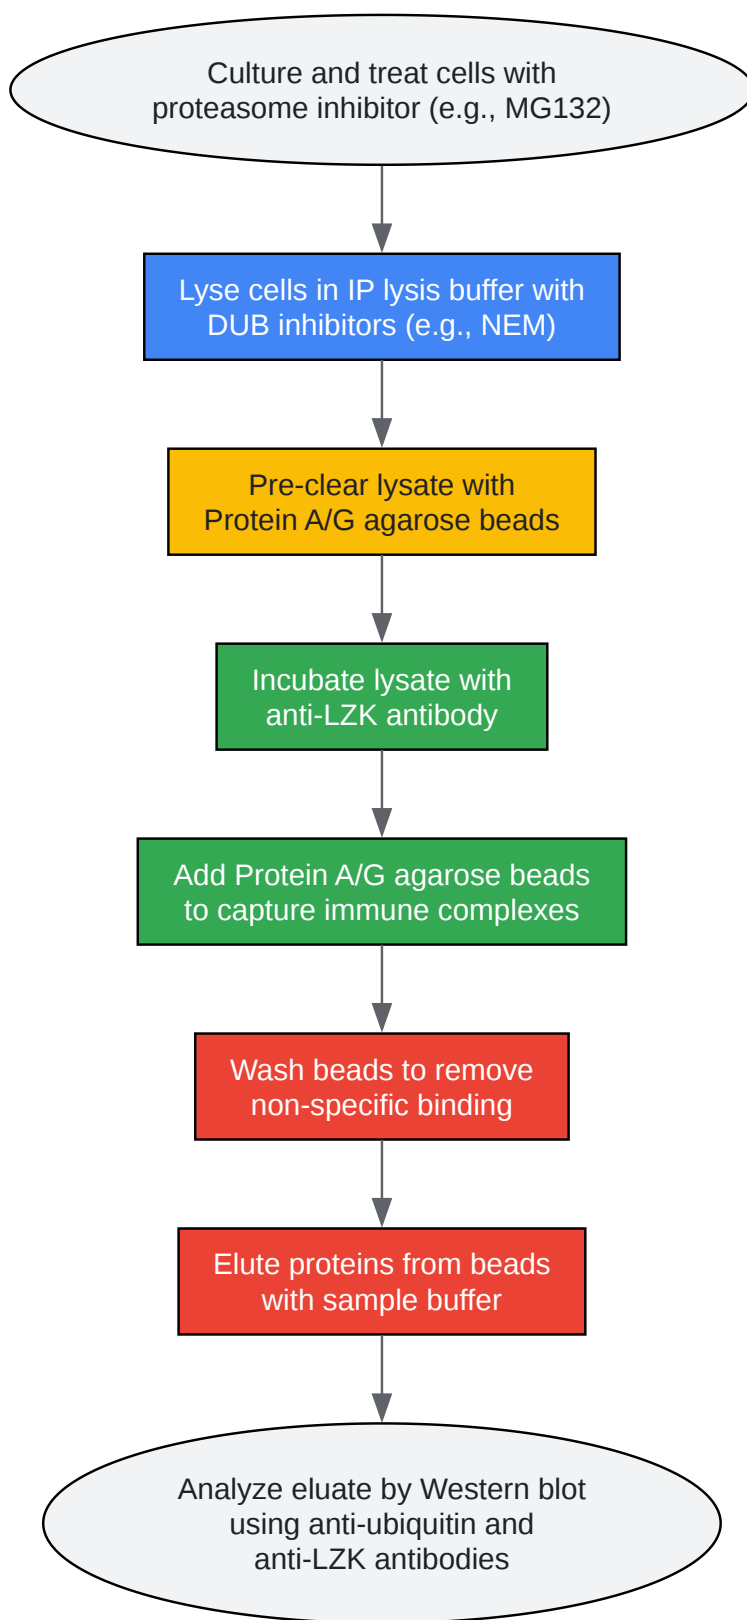 Culture and treat cells with
proteasome inhibitor (e.g., MG132)
Lyse cells in IP lysis buffer with
DUB inhibitors (e.g., NEM)
Pre-clear lysate with
Protein A/G agarose beads
Incubate lysate with
anti-LZK antibody
Add Protein A/G agarose beads
to capture immune complexes
Wash beads to remove
non-specific binding
Elute proteins from beads
with sample buffer
Analyze eluate by Western blot
using anti-ubiquitin and
anti-LZK antibodies